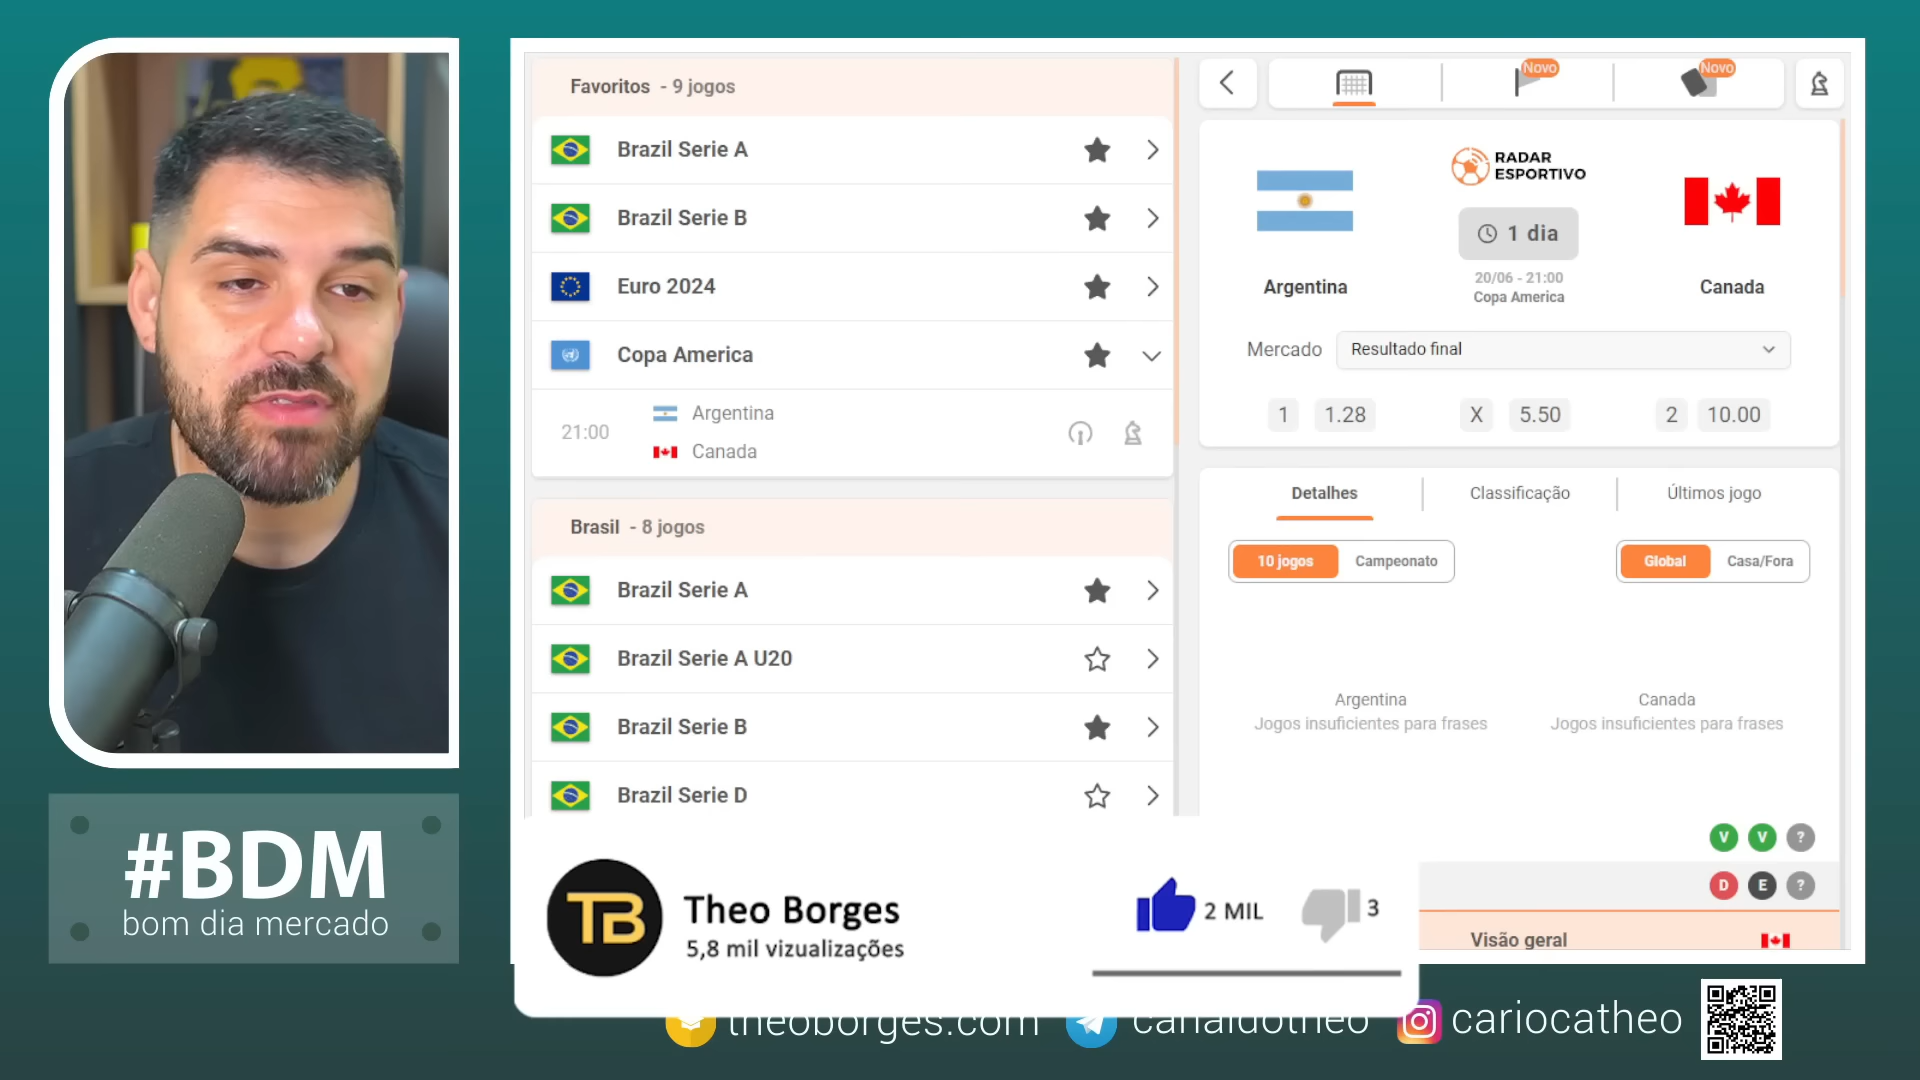 Favoritos - 9 jogos
Brazil Serie A
Brazil Serie B
Euro 2024
Copa America
21:00
Argentina
Canada
Brasil - 8 jogos
Brazil Serie A
Brazil Serie A U20
Brazil Serie B
Brazil Serie D
Novo
Novo
RADAR
ESPORTIVO
1 dia
20/06 - 21:00
Copa America
Argentina
Canada
Mercado
Resultado final
1 1.28 X 5.50 2 10.00
Detalhes
Classificação
Últimos jogo
10 jogos
Campeonato
Global
Casa/Fora
Argentina
Jogos insuficientes para frases
Canada
Jogos insuficientes para frases
V V ?
D E ?
Visão geral
#BDM
bom dia mercado
TB
Theo Borges
5,8 mil vizualizações
2 MIL
3
theoborges.com
canaldotheo
cariocatheo